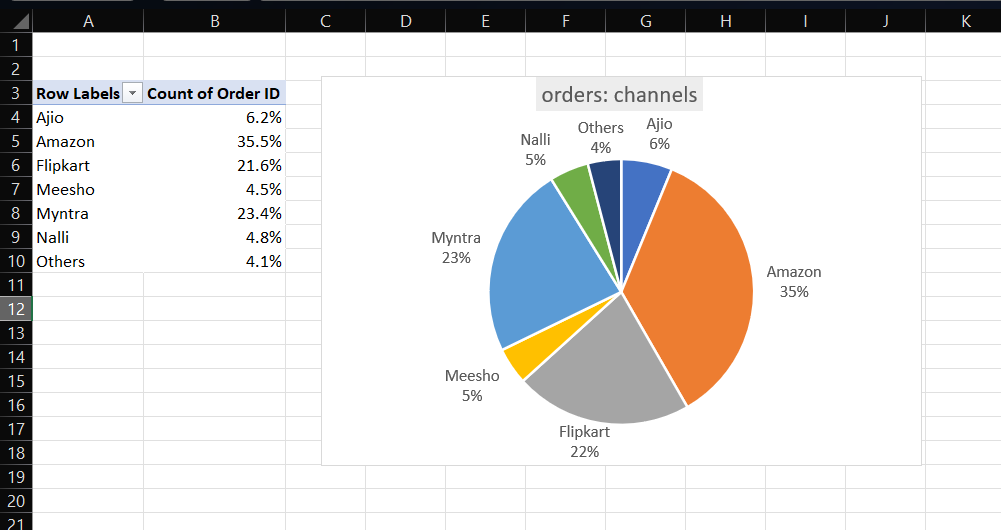 A B C D E F G H I J K
1
2
3 Row Labels Count of Order ID
4 Ajio 6.2%
5 Amazon 35.5%
6 Flipkart 21.6%
7 Meesho 4.5%
8 Myntra 23.4%
9 Nalli 4.8%
10 Others 4.1%
11
12
13
14
15
16
17
18
19
20
21
orders: channels
Others
4%
Ajio
6%
Nalli
5%
Myntra
23%
Amazon
35%
Meesho
5%
Flipkart
22%